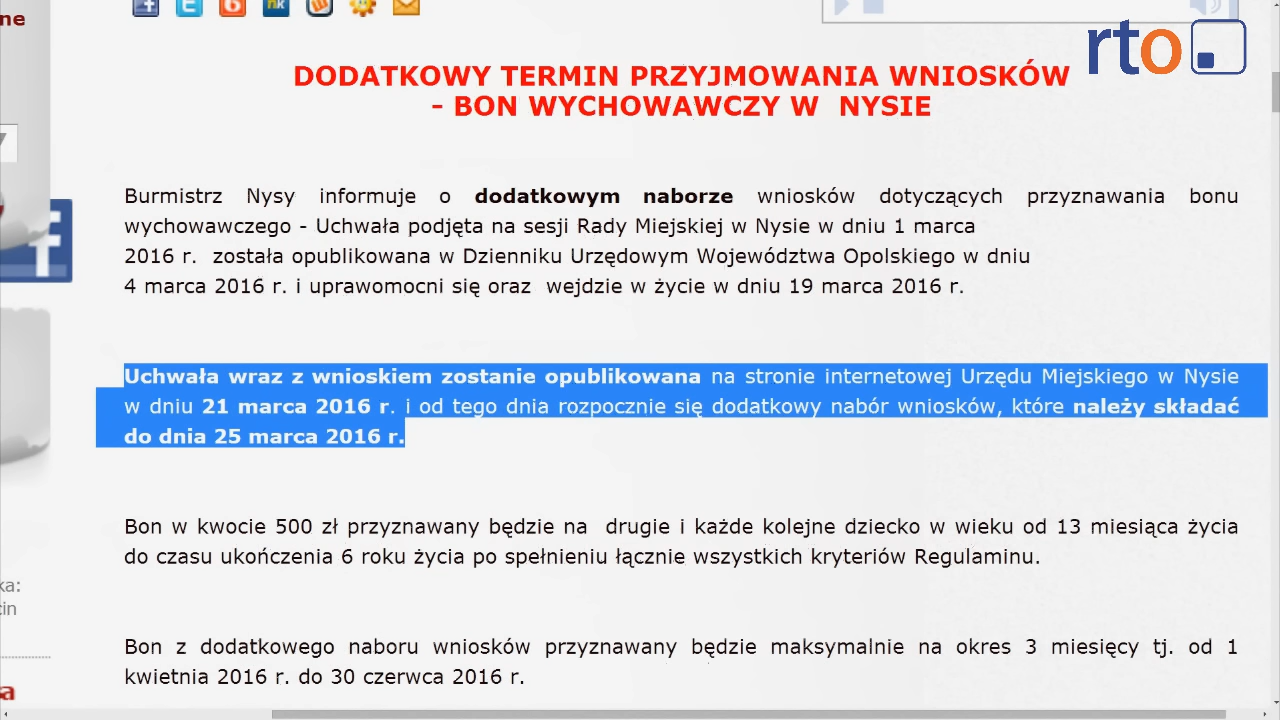 ne
rto
DODATKOWY TERMIN PRZYJMOWANIA WNIOSKÓW
- BON WYCHOWAWCZY W NYSIE
Burmistrz Nysy informuje o dodatkowym naborze wniosków dotyczących przyznawania bonu
wychowawczego - Uchwała podjęta na sesji Rady Miejskiej w Nysie w dniu 1 marca
2016 r. została opublikowana w Dzienniku Urzędowym Województwa Opolskiego w dniu
4 marca 2016 r. i uprawomocni się oraz wejdzie w życie w dniu 19 marca 2016 r.
Uchwała wraz z wnioskiem zostanie opublikowana na stronie internetowej Urzędu Miejskiego w Nysie
w dniu 21 marca 2016 r. i od tego dnia rozpocznie się dodatkowy nabór wniosków, które należy składać
do dnia 25 marca 2016 r.
Bon w kwocie 500 zł przyznawany będzie na drugie i każde kolejne dziecko w wieku od 13 miesiąca życia
do czasu ukończenia 6 roku życia po spełnieniu łącznie wszystkich kryteriów Regulaminu.
ka:
cin
Bon z dodatkowego naboru wniosków przyznawany będzie maksymalnie na okres 3 miesięcy tj. od 1
kwietnia 2016 r. do 30 czerwca 2016 r.
a